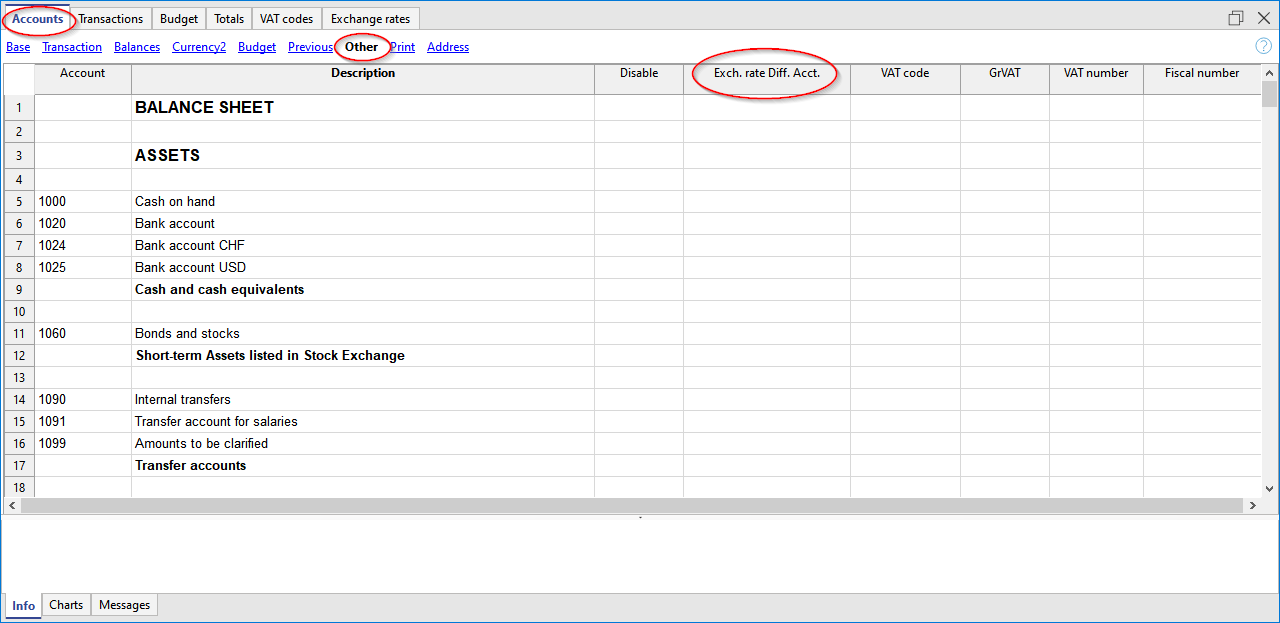 Accounts Transactions Budget Totals VAT codes Exchange rates
Base Transaction Balances Currency2 Budget Previous Other Print Address ?
Account Description Disable Exch. rate Diff. Acct. VAT code GrVAT VAT number Fiscal number
1 BALANCE SHEET
2
3 ASSETS
4
5 1000 Cash on hand
6 1020 Bank account
7 1024 Bank account CHF
8 1025 Bank account USD
9 Cash and cash equivalents
10
11 1060 Bonds and stocks
12 Short-term Assets listed in Stock Exchange
13
14 1090 Internal transfers
15 1091 Transfer account for salaries
16 1099 Amounts to be clarified
17 Transfer accounts
18
Info Charts Messages